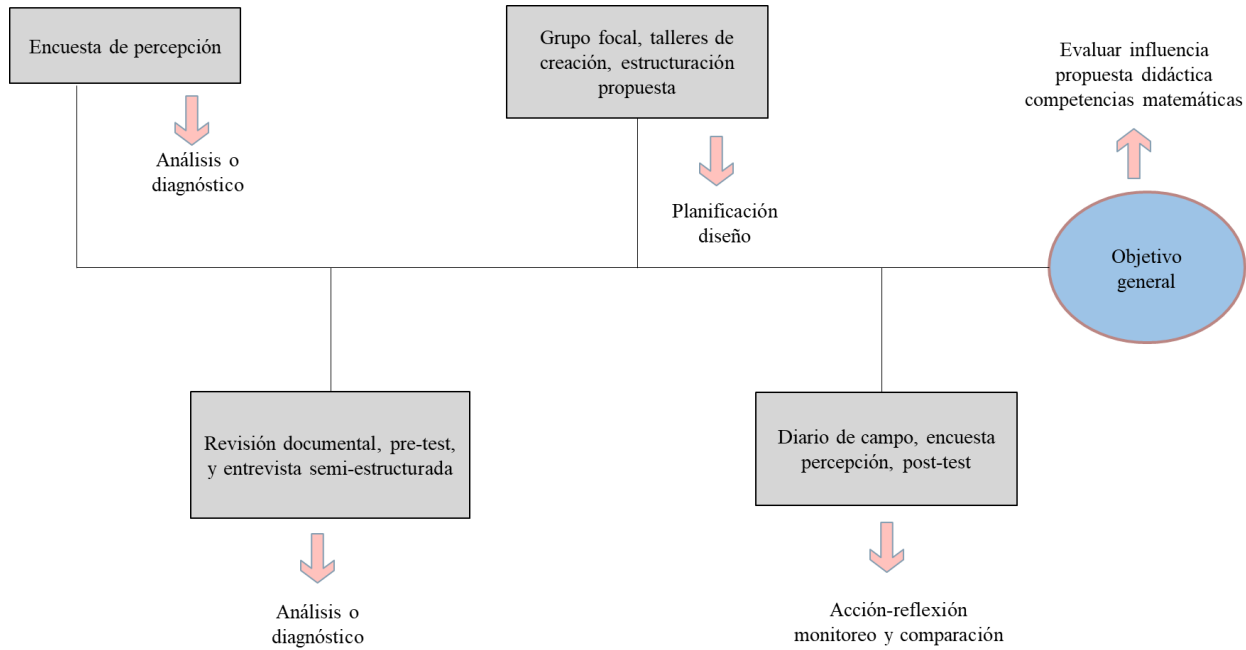 Encuesta de percepción
Análisis o
diagnóstico
Grupo focal, talleres de
creación, estructuración
propuesta
Planificación
diseño
Evaluar influencia
propuesta didáctica
competencias matemáticas
Objetivo
general
Revisión documental, pre-test,
y entrevista semi-estructurada
Análisis o
diagnóstico
Diario de campo, encuesta
percepción, post-test
Acción-reflexión
monitoreo y comparación